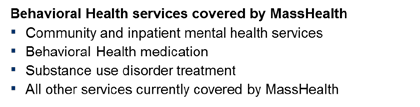 Behavioral Health services covered by MassHealth
▪ Community and inpatient mental health services
▪ Behavioral Health medication
▪ Substance use disorder treatment
▪ All other services currently covered by MassHealth